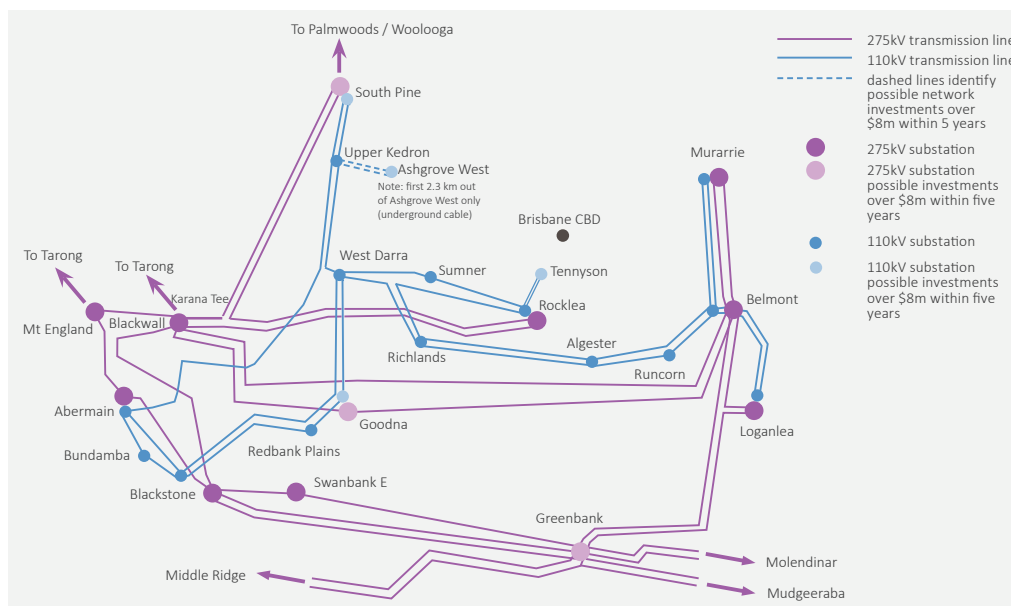 To Palmwoods / Woolooga
275kV transmission line
110kV transmission line
dashed lines identify
possible network
investments over
$8m within 5 years
275kV substation
275kV substation
possible investments
over $8m within five
years
110kV substation
110kV substation
possible investments
over $8m within five
years
South Pine
Upper Kedron
Ashgrove West
Note: first 2.3 km out
of Ashgrove West only
(underground cable)
Murarrie
Brisbane CBD
To Tarong
To Tarong
West Darra
Sumner
Tennyson
Karana Tee
Mt England
Blackwall
Rocklea
Belmont
Richlands
Algester
Runcorn
Abermain
Goodna
Loganlea
Bundamba
Redbank Plains
Blackstone
Swanbank E
Greenbank
Middle Ridge
Molendinar
Mudgeeraba